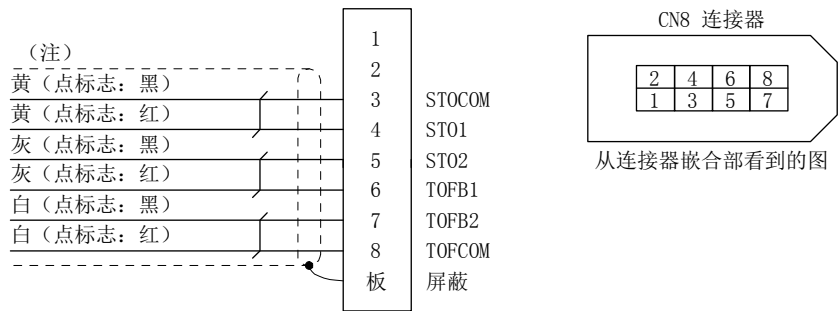 （注）
黄（点标志：黑）
黄（点标志：红）
灰（点标志：黑）
灰（点标志：红）
白（点标志：黑）
白（点标志：红）
1
2
3 STOCOM
4 STO1
5 STO2
6 TOFB1
7 TOFB2
8 TOFCOM
板 屏蔽
CN8 连接器
2 4 6 8
1 3 5 7
从连接器嵌合部看到的图